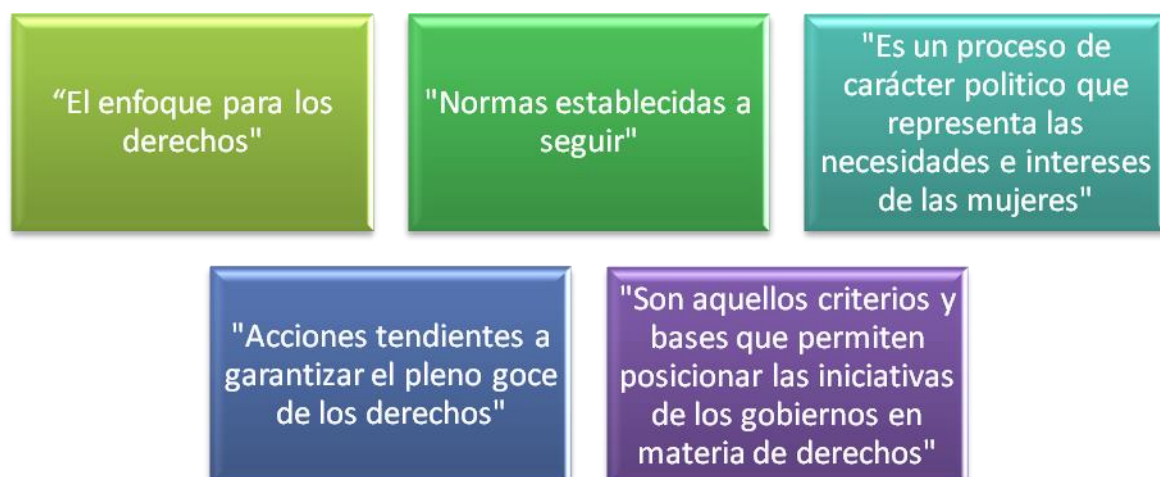 “El enfoque para los
derechos"
"Normas establecidas a
seguir"
"Es un proceso de
carácter politico que
representa las
necesidades e intereses
de las mujeres"
"Acciones tendientes a
garantizar el pleno goce
de los derechos"
"Son aquellos criterios y
bases que permiten
posicionar las iniciativas
de los gobiernos en
materia de derechos"